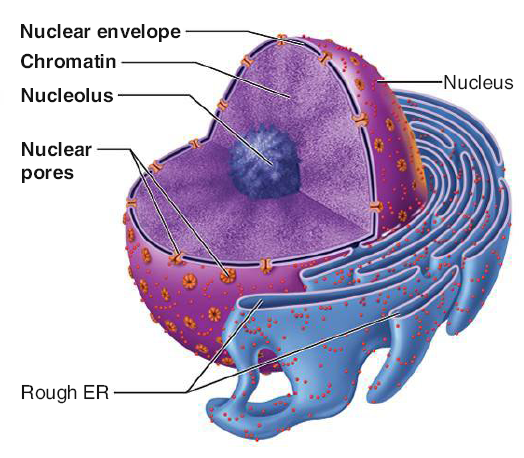 Nuclear envelope
Chromatin
Nucleus
Nucleolus
Nuclear
pores
Rough ER